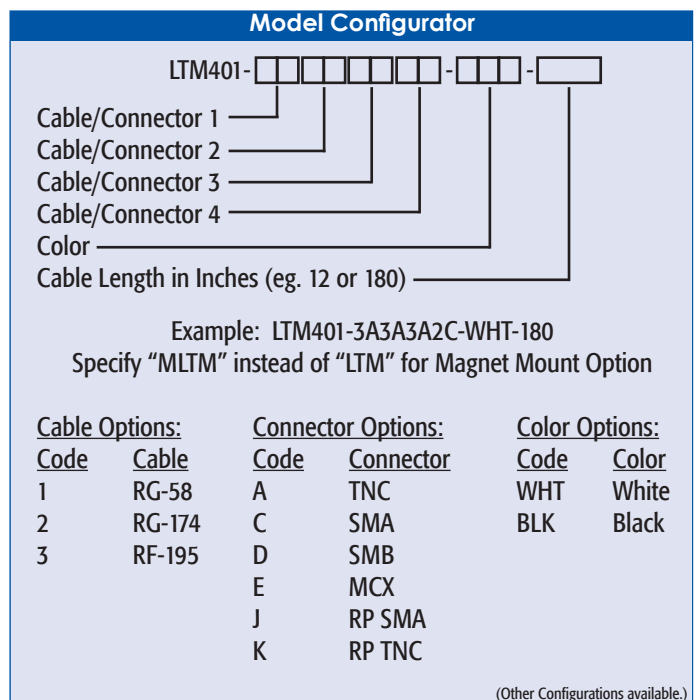 Model Configurator
LTM401- - -
Cable/Connector 1
Cable/Connector 2
Cable/Connector 3
Cable/Connector 4
Color
Cable Length in Inches (eg. 12 or 180)
Example: LTM401-3A3A3A2C-WHT-180
Specify “MLTM” instead of “LTM” for Magnet Mount Option
Cable Options: Connector Options: Color Options:
Code Cable Code Connector Code Color
1 RG-58 A TNC WHT White
2 RG-174 C SMA BLK Black
3 RF-195 D SMB
E MCX
J RP SMA
K RP TNC
(Other Configurations available.)